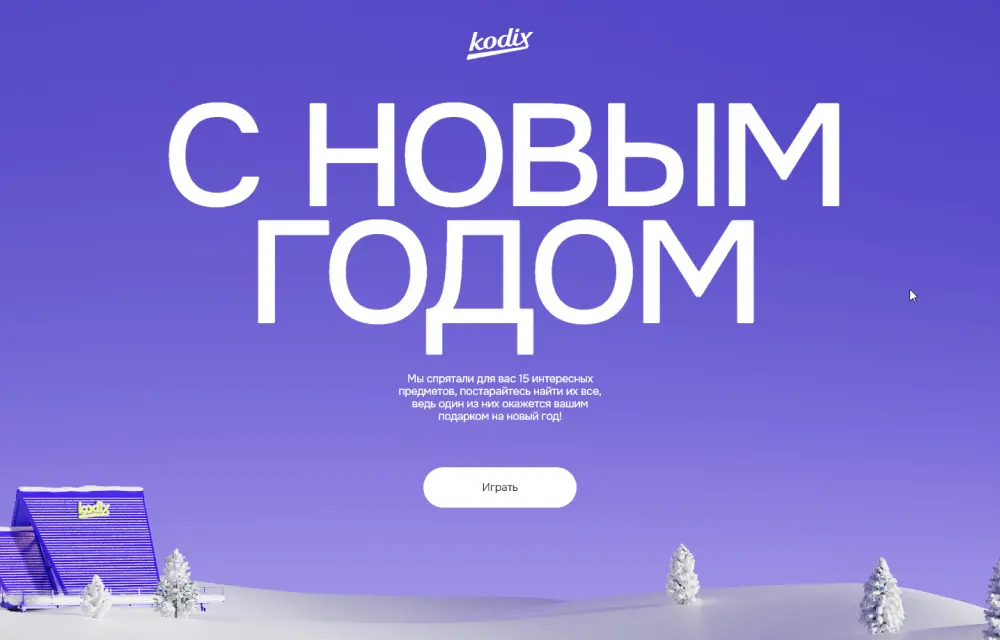 kodix
С НОВЫМ
ГОДОМ
Мы спрятали для вас 15 интересных
предметов, постарайтесь найти их все,
ведь один из них окажется вашим
подарком на новый год!
Играть
kodix